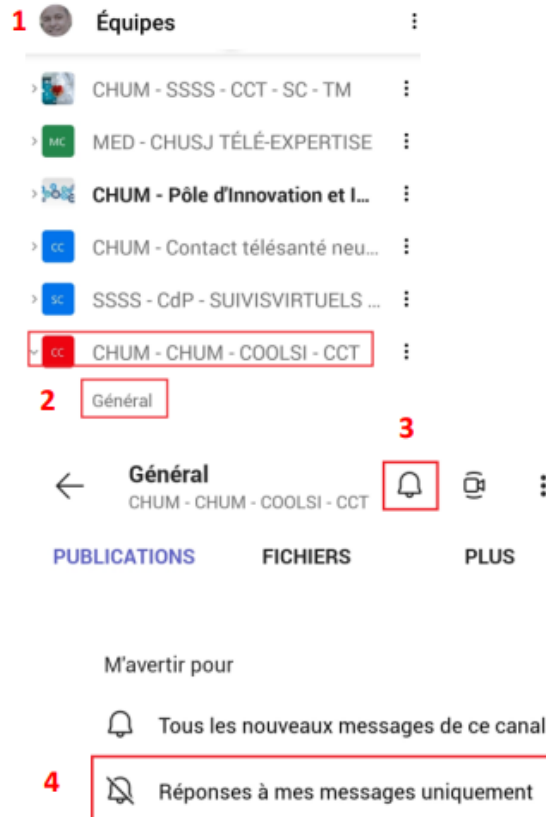 1 Équipes
CHUM - SSSS - CCT - SC - TM
MC MED - CHUSJ TÉLÉ-EXPERTISE
CHUM - Pôle d'Innovation et I...
CC CHUM - Contact télésanté neu...
SC SSSS - CdP - SUIVISVIRTUELS ...
CC CHUM - CHUM - COOLSI - CCT
2 Général
3
Général
CHUM - CHUM - COOLSI - CCT
PUBLICATIONS FICHIERS PLUS
M'avertir pour
Tous les nouveaux messages de ce canal
4 Réponses à mes messages uniquement